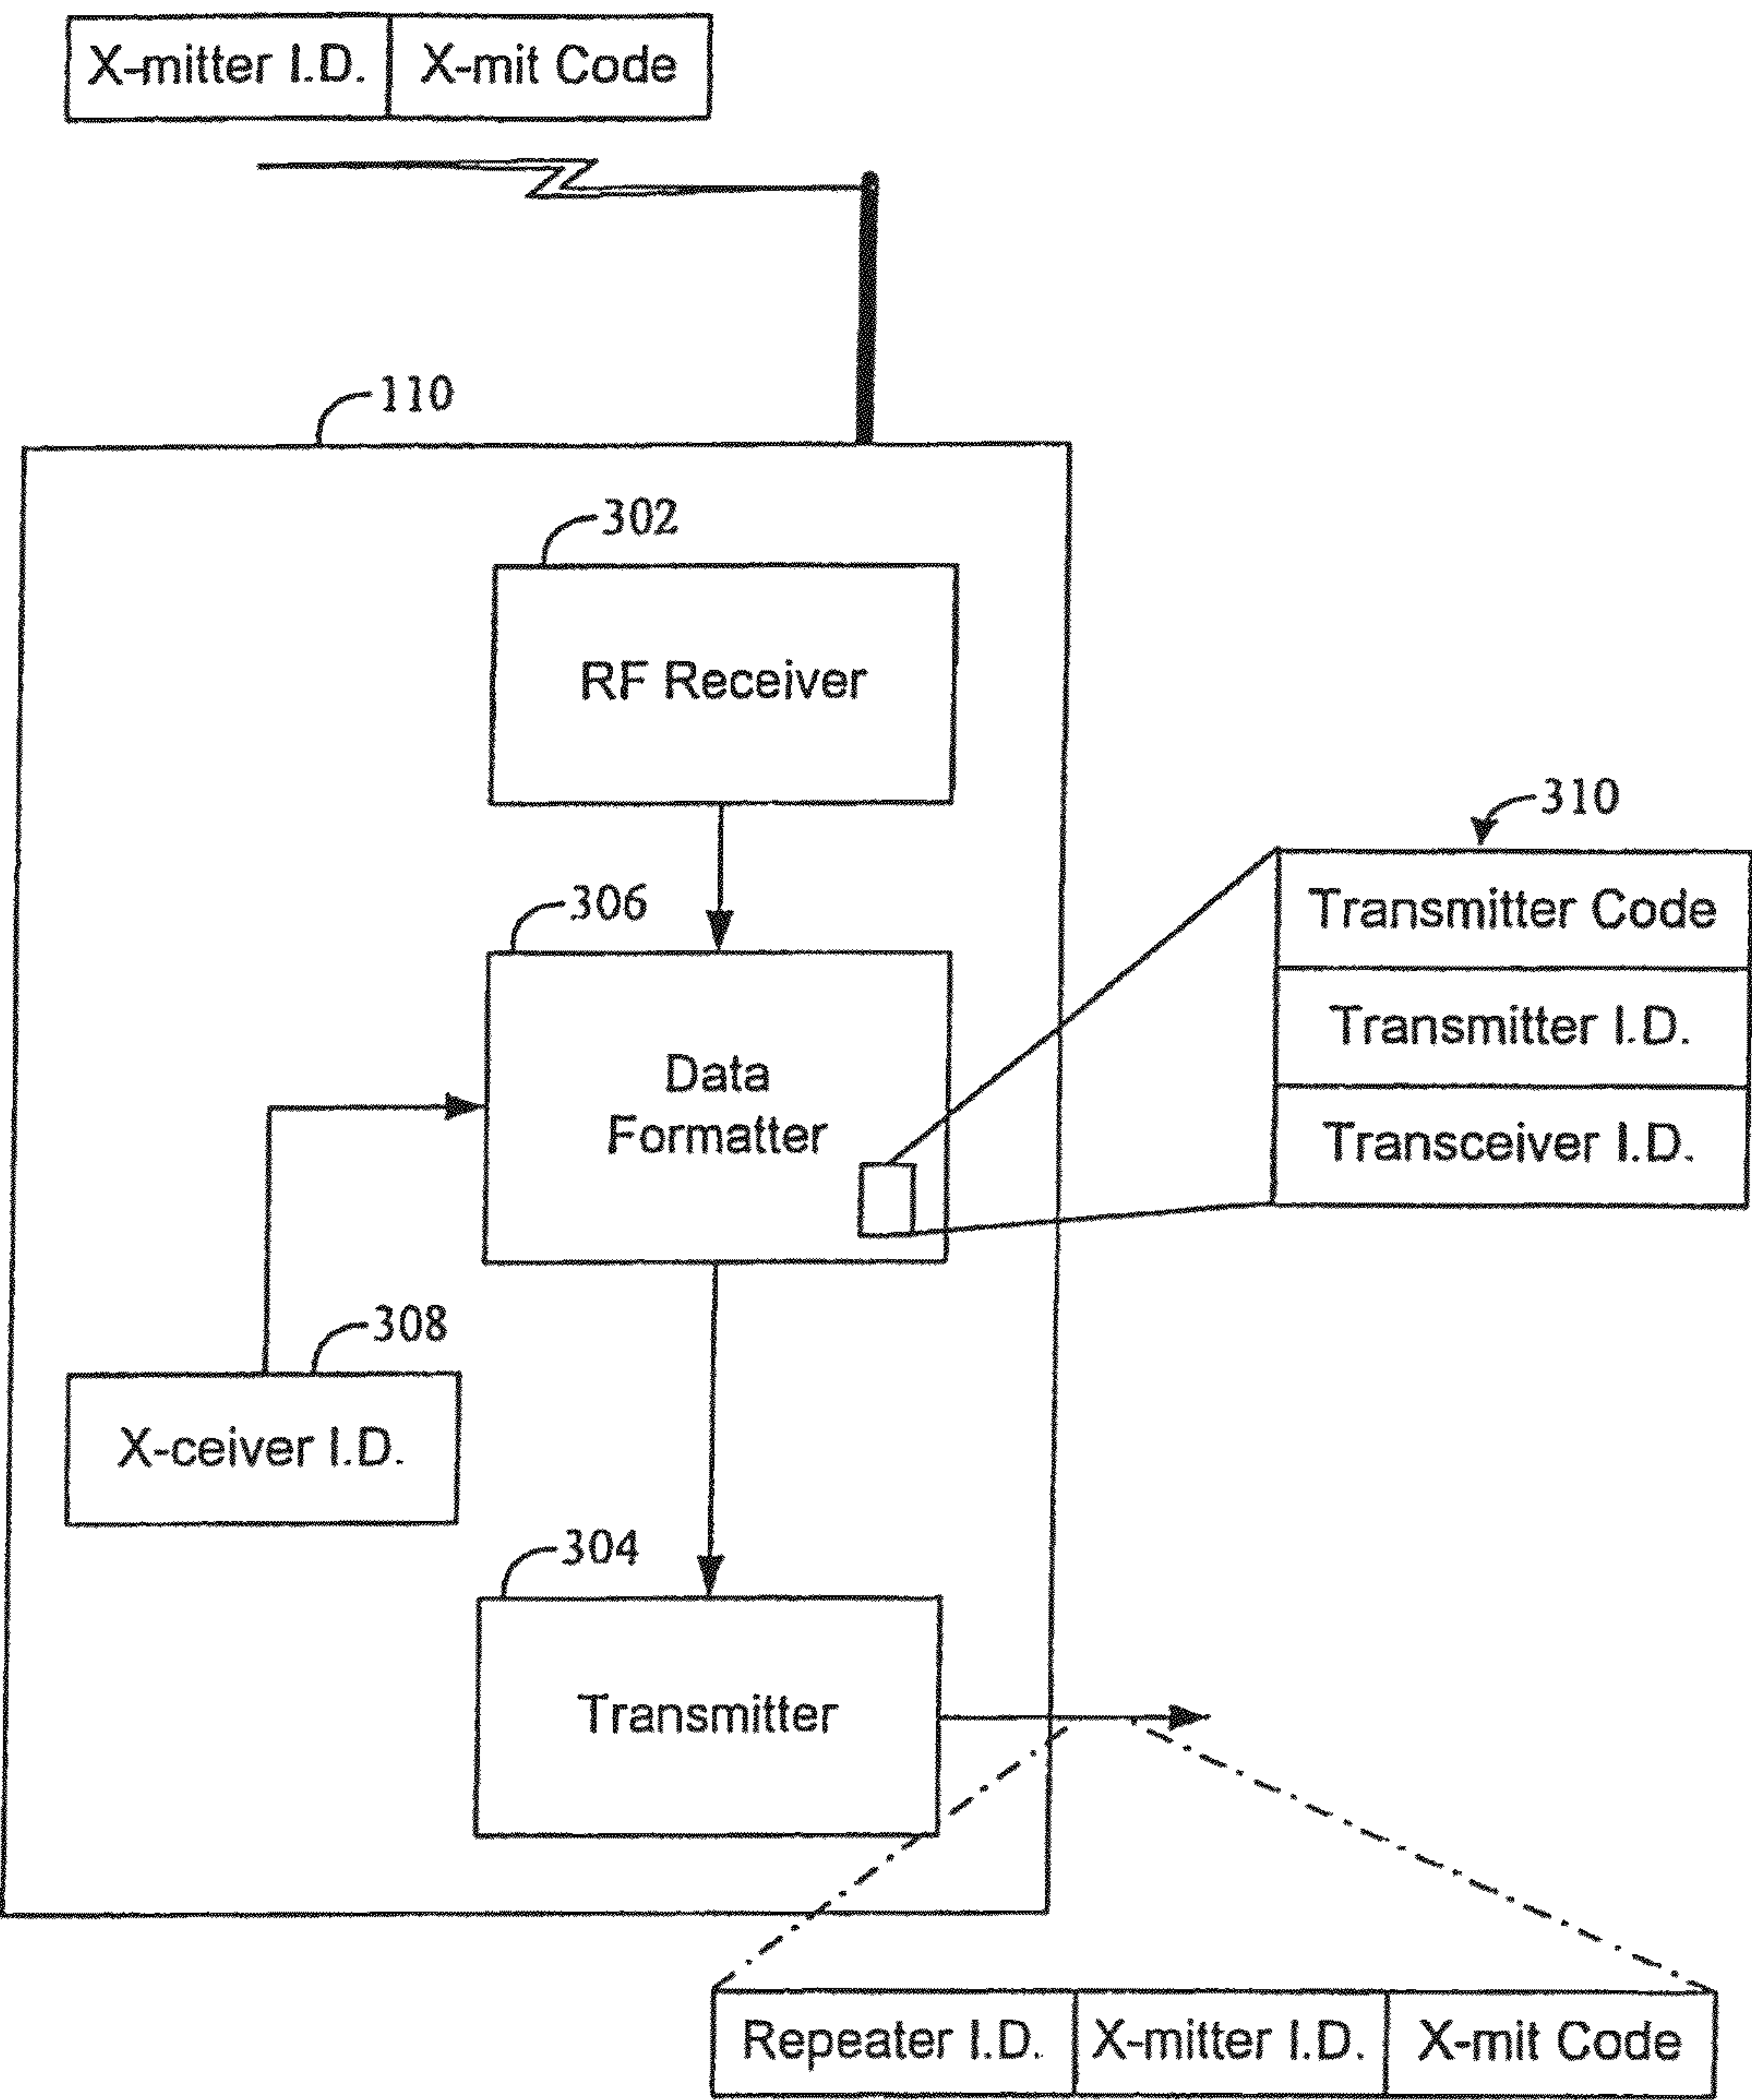 X-mitter I.D. X-mit Code
110
302
RF Receiver
310
Transmitter Code
Transmitter I.D.
Transceiver I.D.
306
Data
Formatter
308
X-ceiver I.D.
304
Transmitter
Repeater I.D. X-mitter I.D. X-mit Code